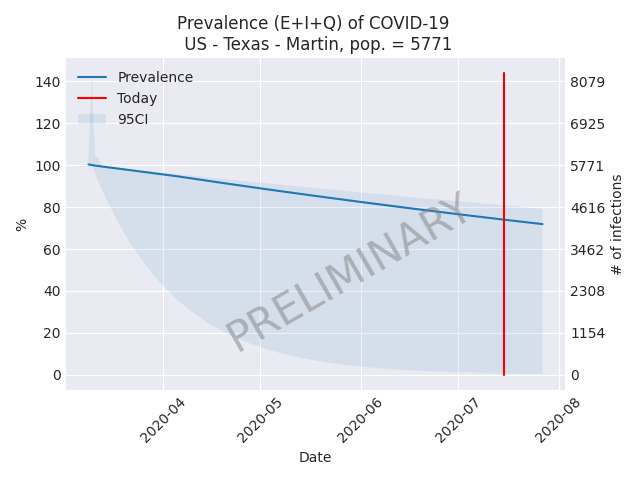 Prevalence (E+I+Q) of COVID-19
US - Texas - Martin, pop. = 5771
Prevalence
Today
95CI
140
120
100
80
60
40
20
0
%
8079
6925
5771
4616
3462
2308
1154
0
# of infections
PRELIMINARY
2020-04
2020-05
2020-06
2020-07
2020-08
Date